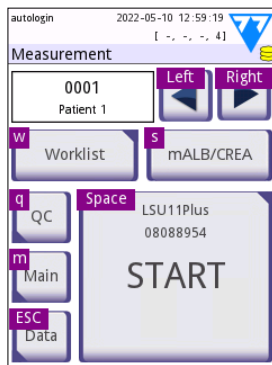 autologin 2022-05-10 12:59:19
[ -, -, -, 4]
Measurement
0001
Patient 1
Left
Right
w
Worklist
s
mALB/CREA
q
QC
Space
LSU11Plus
08088954
START
m
Main
ESC
Data